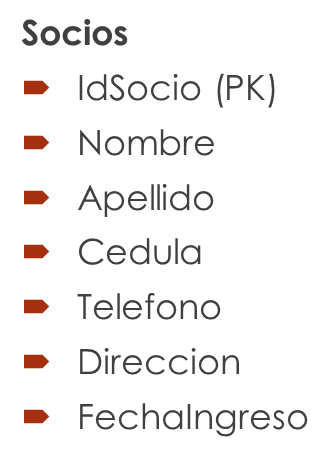 Socios
IdSocio (PK)
Nombre
Apellido
Cedula
Telefono
Direccion
FechaIngreso